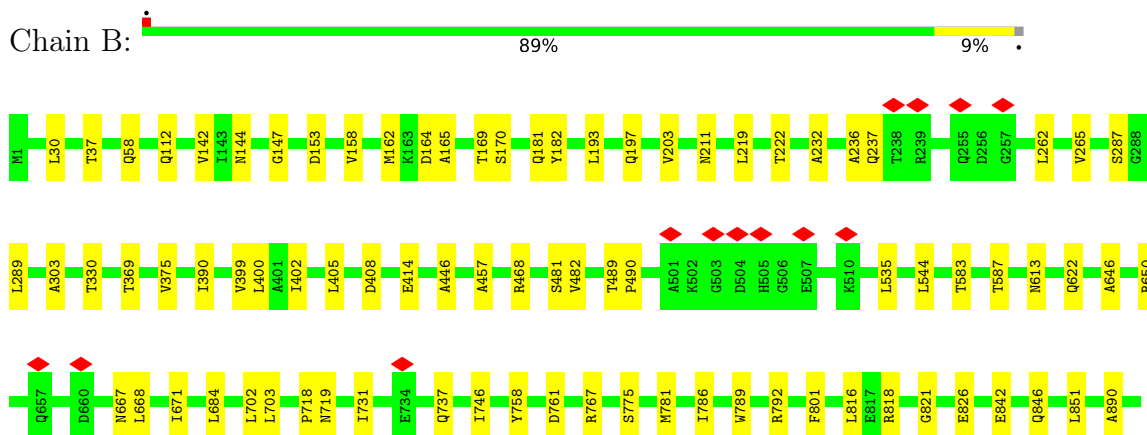 Chain B:
89% 9%
M1 L30 T37 Q58 Q112 V142 I143 N144 G147 D153 V158 M162 K163 D164 A165 T169 S170 Q181 Y182 L193 Q197 V203 N211 L219 T222 A232 A236 Q237 T238 R239 Q255 D256 G257 L262 V265 S287 G288
L289 A303 T330 T369 V375 I390 V399 L400 A401 I402 L405 D408 E414 A446 A457 R468 S481 V482 T489 P490 A501 K502 G503 D504 H505 G506 E507 K510 L535 L544 T583 T587 N613 Q622 A646
Q657 D660 N667 L668 I671 L684 L702 L703 P718 N719 I731 E734 Q737 I746 Y758 D761 R767 S775 M781 I786 W789 R792 F801 L816 E817 R818 G821 E826 E842 Q846 L851 A890